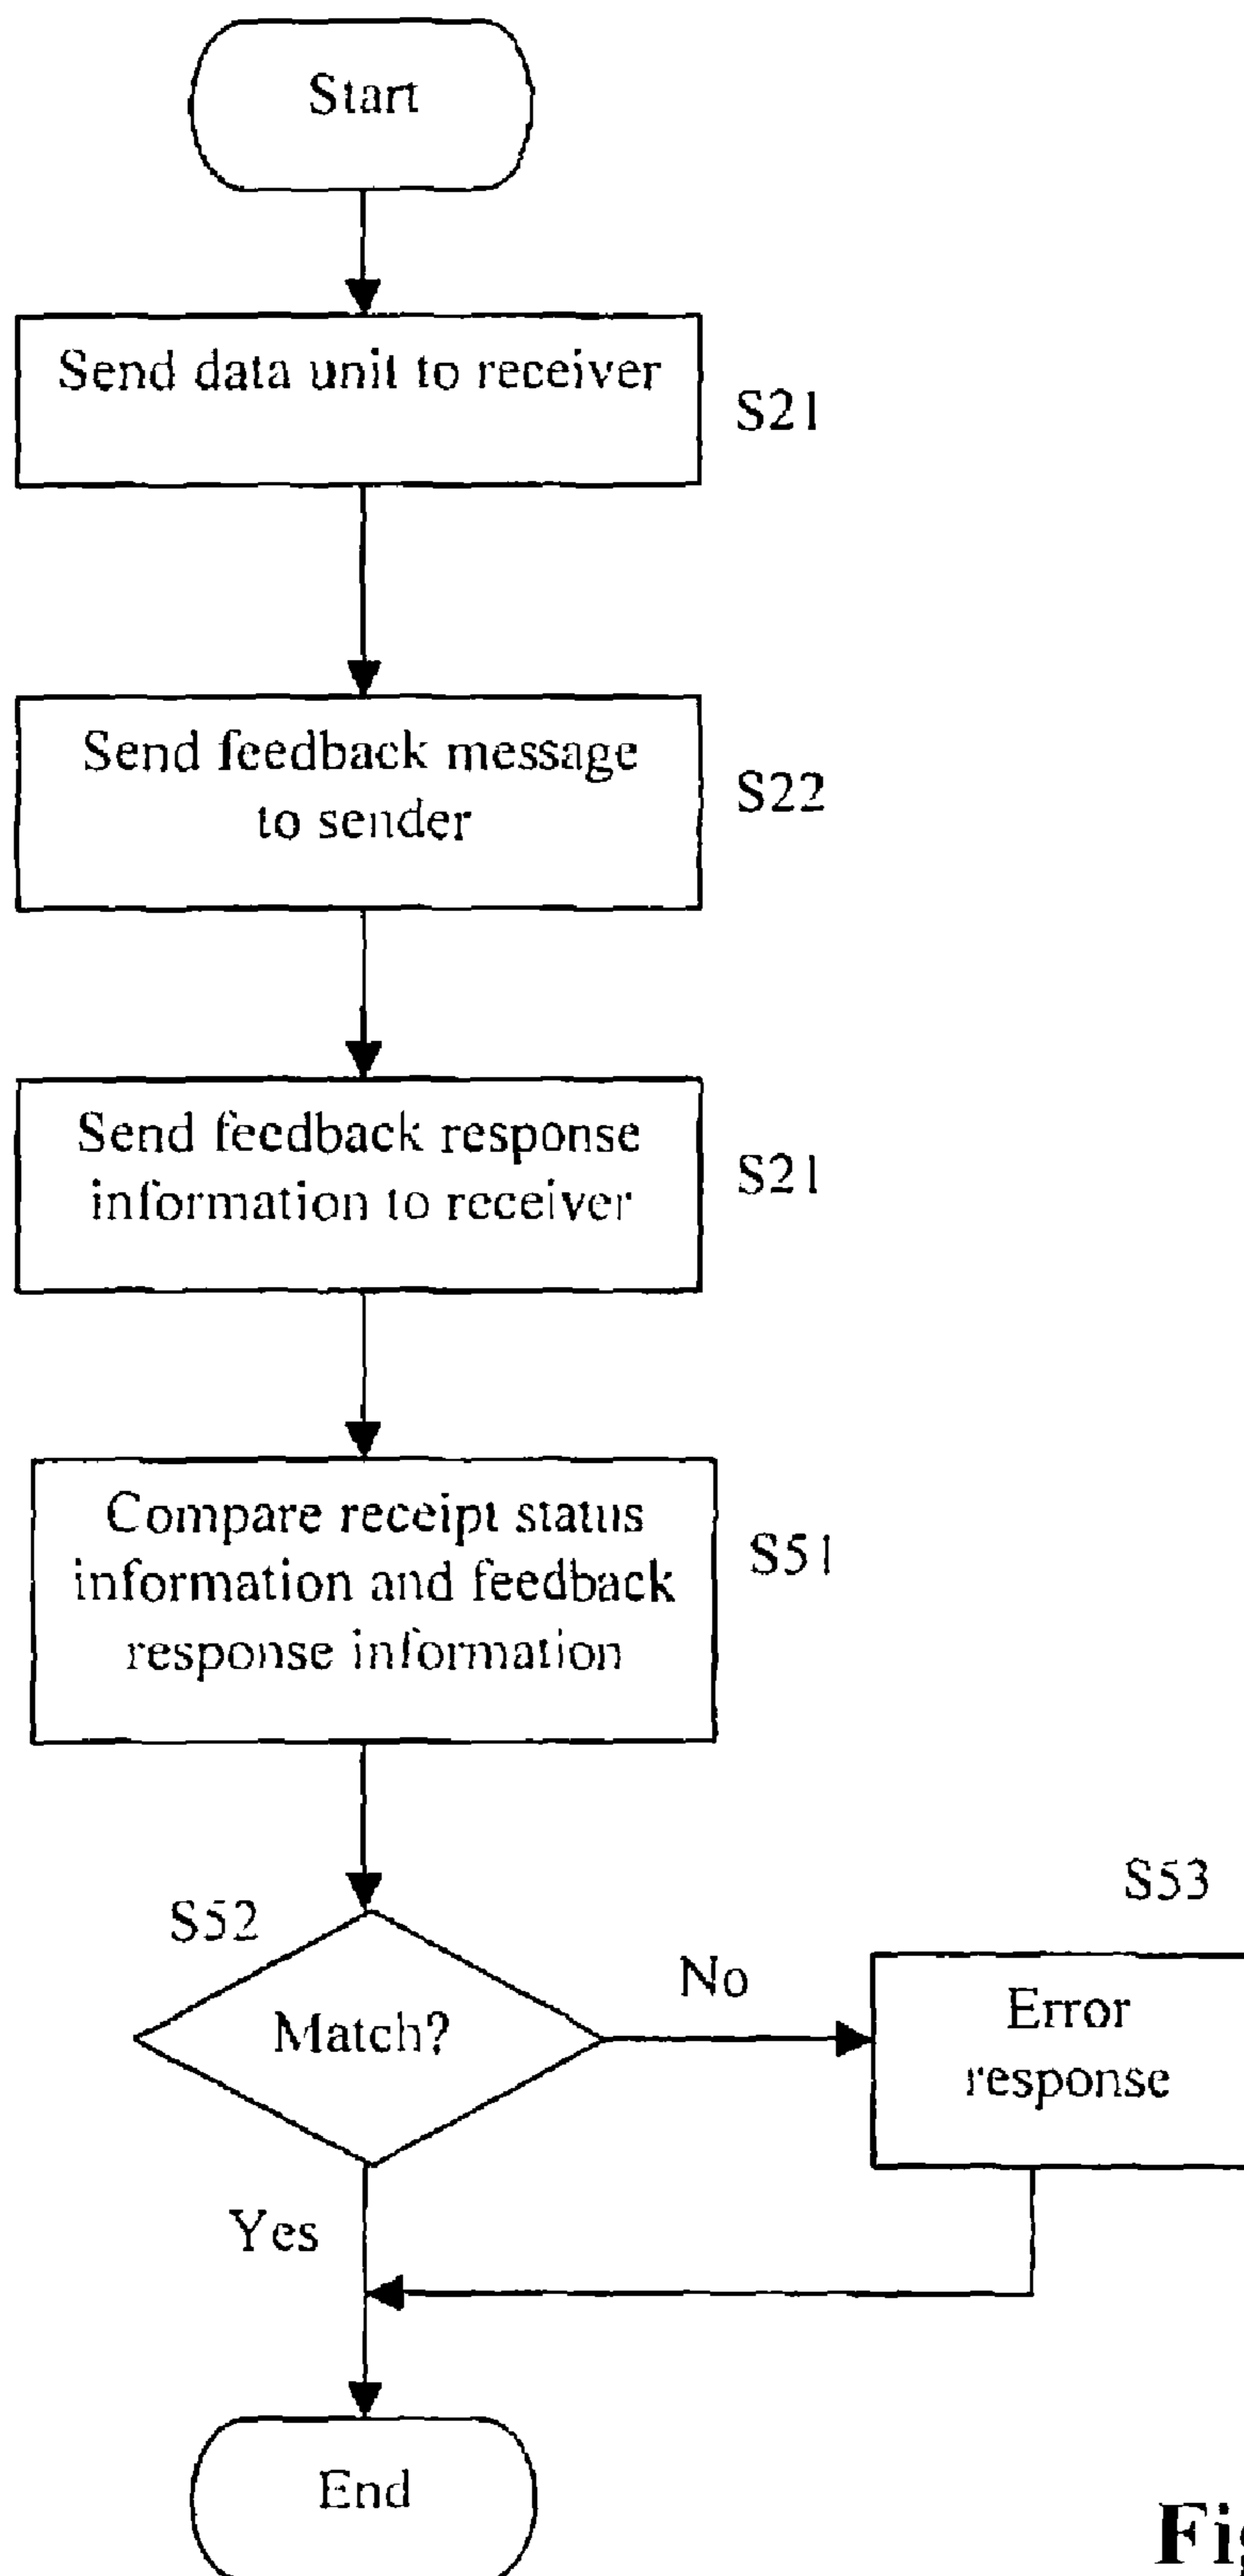 Start
Send data unit to receiver
S21
Send feedback message
to sender
S22
Send feedback response
information to receiver
S21
Compare receipt status
information and feedback
response information
S51
S52
Match?
No
S53
Error
response
Yes
End